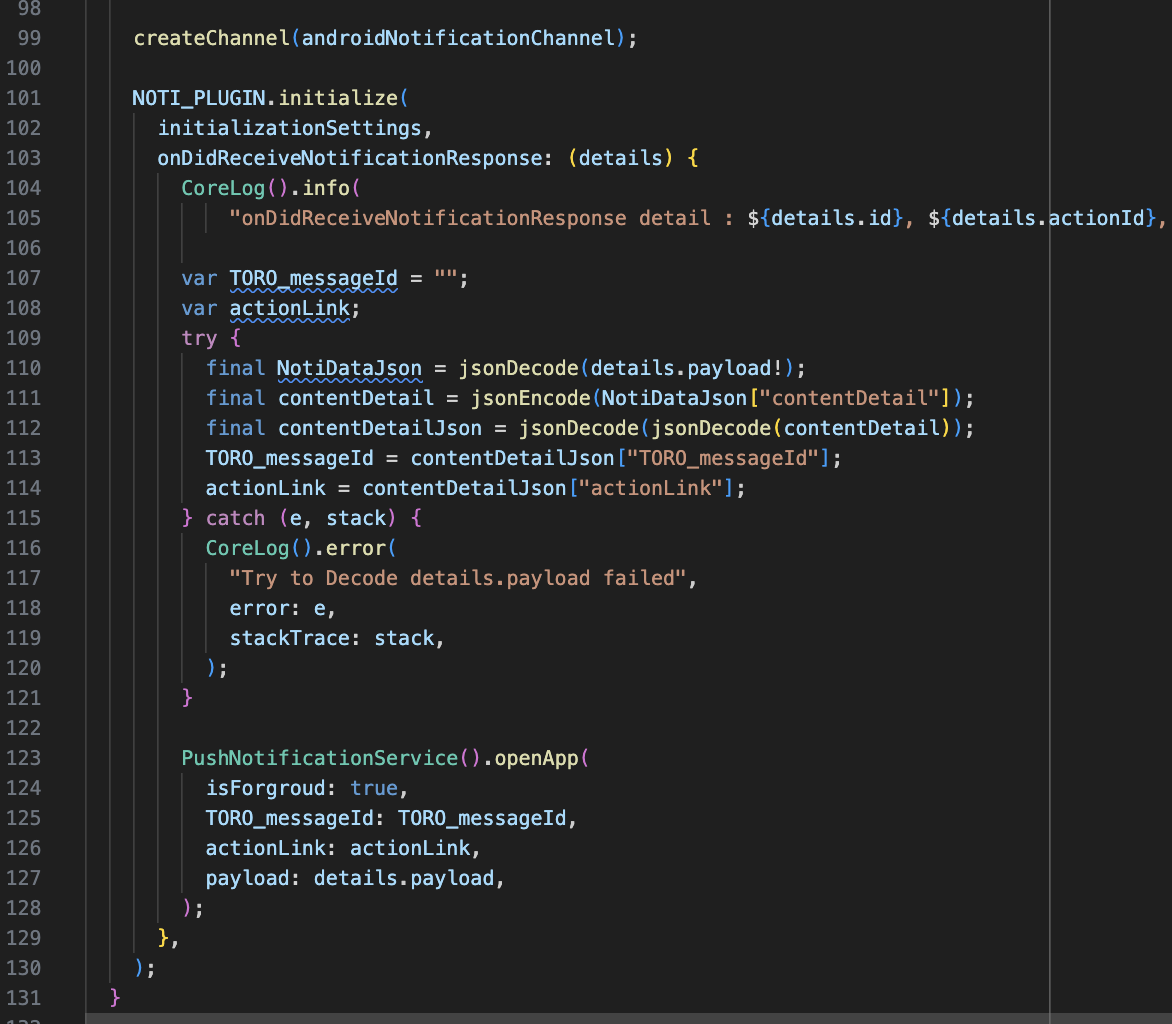 98
99 createChannel(androidNotificationChannel);
100
101 NOTI_PLUGIN.initialize(
102 initializationSettings,
103 onDidReceiveNotificationResponse: (details) {
104 CoreLog().info(
105 "onDidReceiveNotificationResponse detail : ${details.id}, ${details.actionId},
106
107 var TORO_messageId = "";
108 var actionLink;
109 try {
110 final NotiDataJson = jsonDecode(details.payload!);
111 final contentDetail = jsonEncode(NotiDataJson["contentDetail"]);
112 final contentDetailJson = jsonDecode(jsonDecode(contentDetail));
113 TORO_messageId = contentDetailJson["TORO_messageId"];
114 actionLink = contentDetailJson["actionLink"];
115 } catch (e, stack) {
116 CoreLog().error(
117 "Try to Decode details.payload failed",
118 error: e,
119 stackTrace: stack,
120 );
121 }
122
123 PushNotificationService().openApp(
124 isForgroud: true,
125 TORO_messageId: TORO_messageId,
126 actionLink: actionLink,
127 payload: details.payload,
128 );
129 },
130 );
131 }